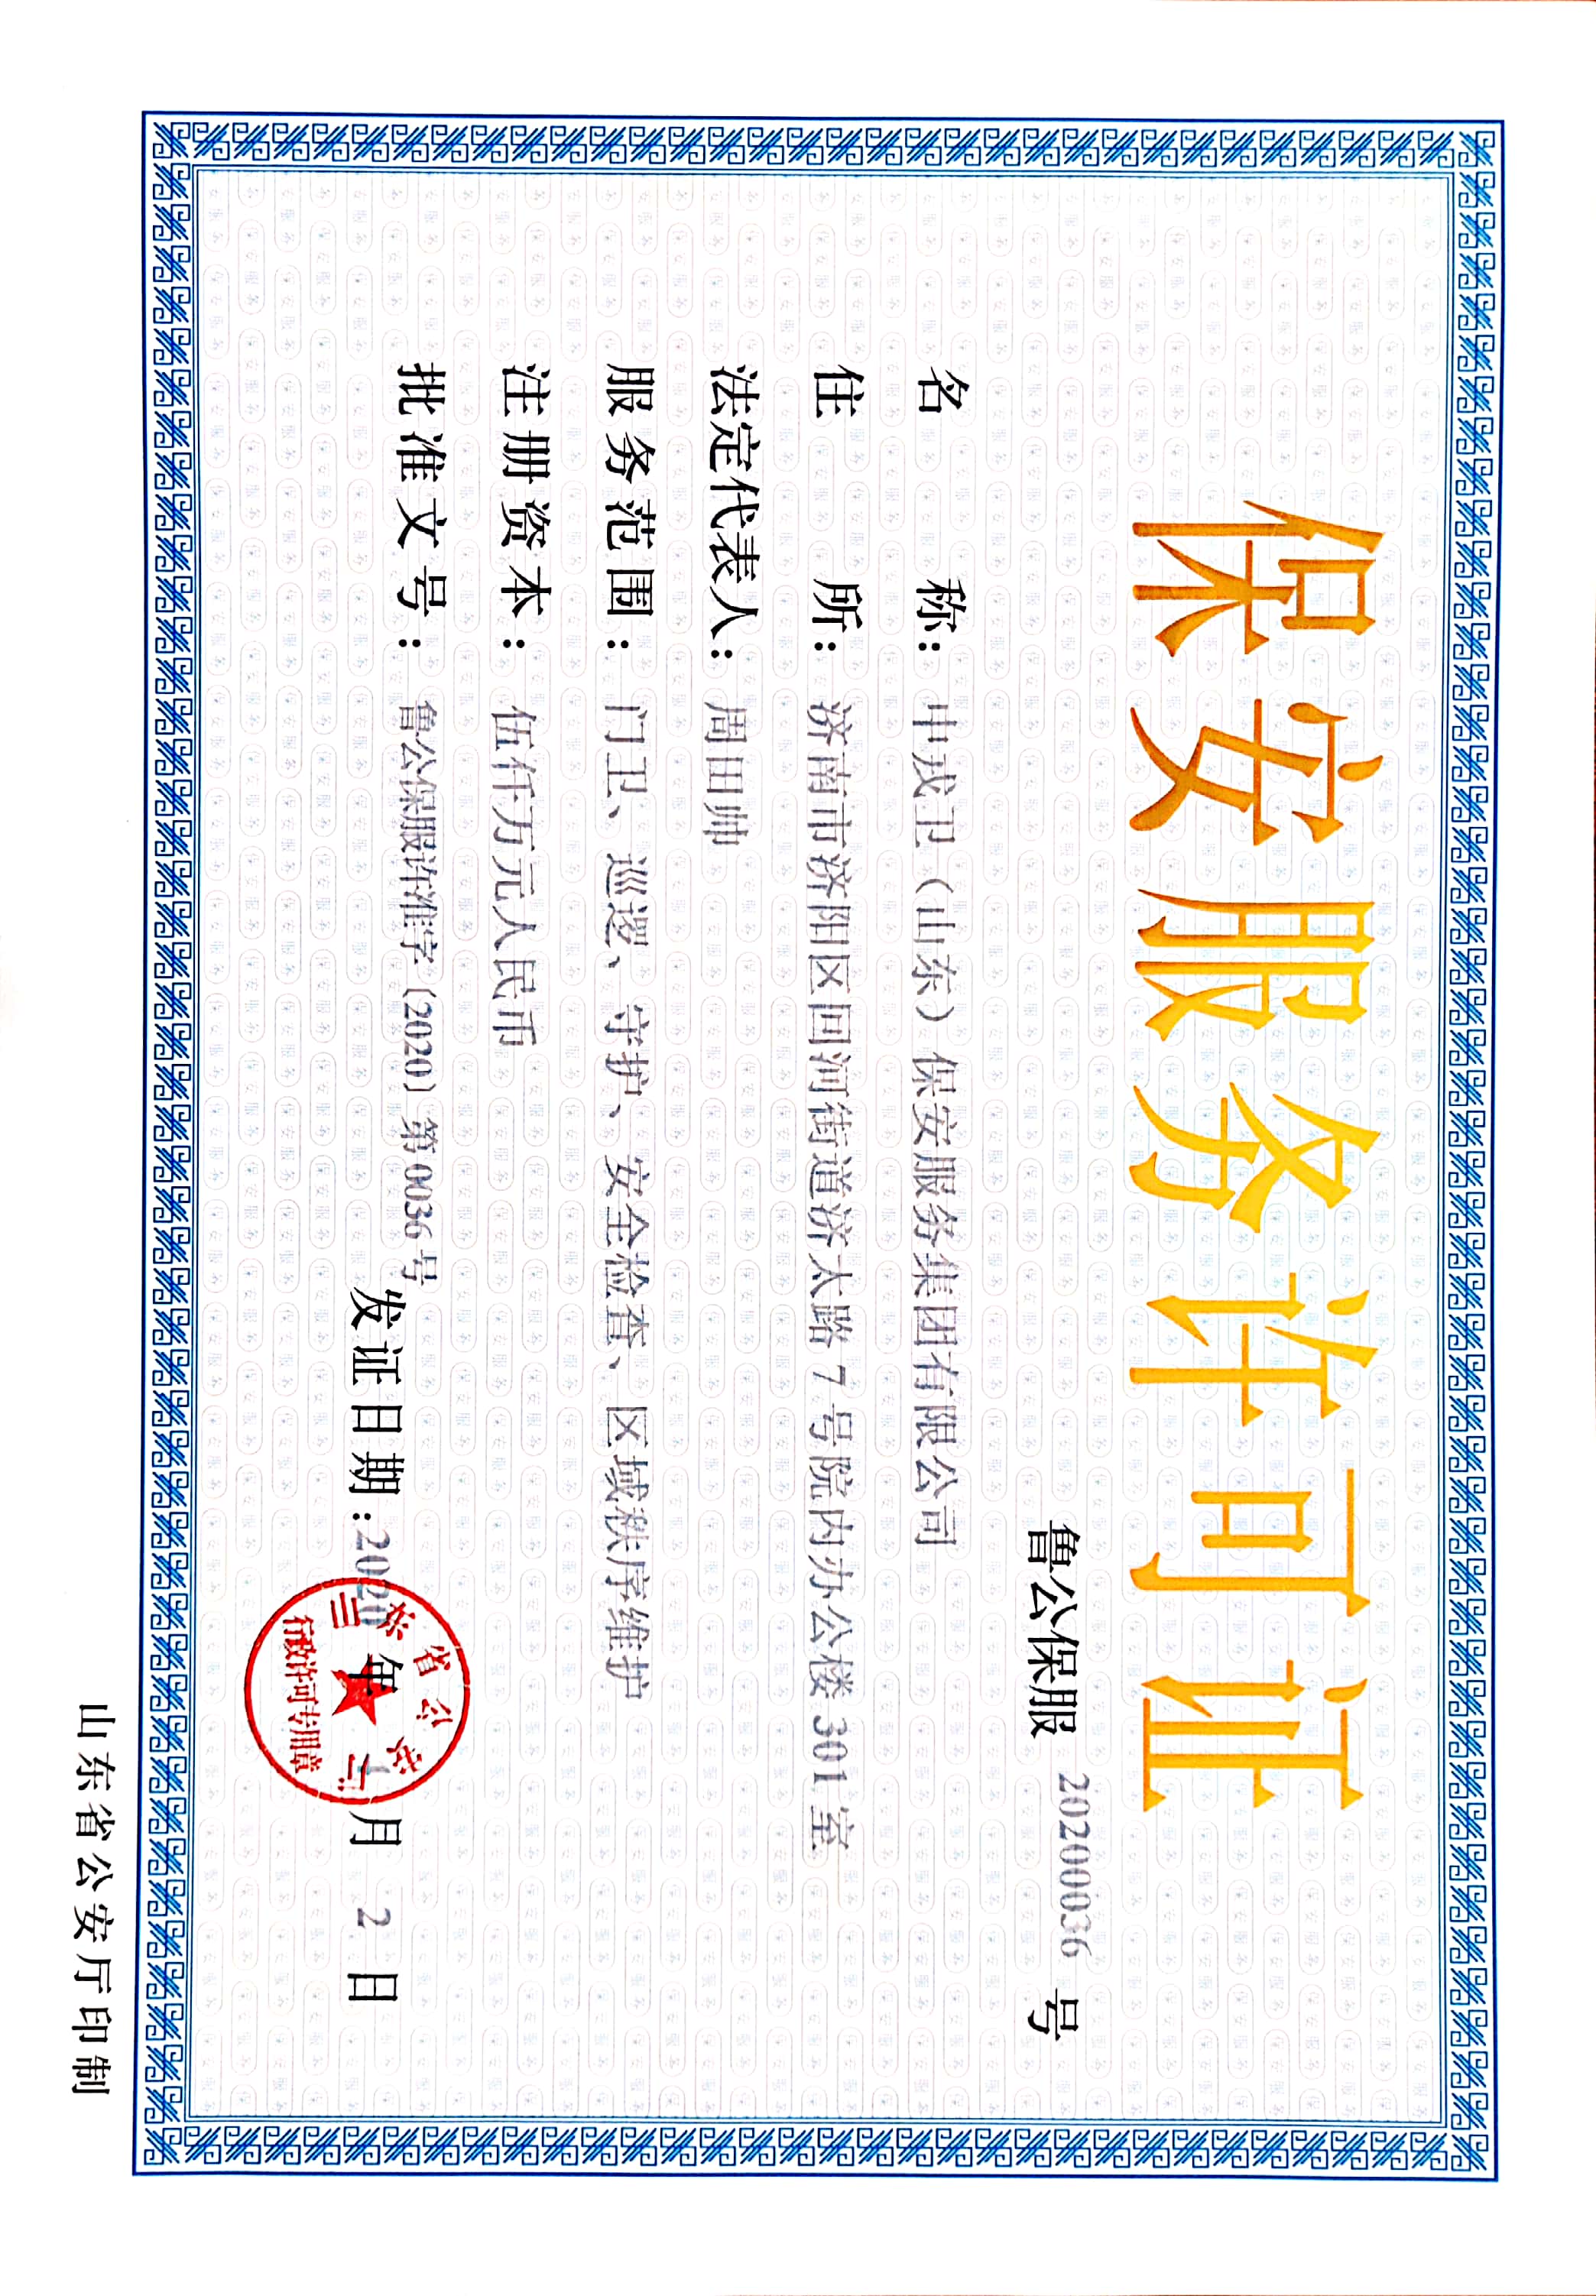 保安服务许可证
鲁公保服 20200036 号
名 称：中戎卫（山东）保安服务集团有限公司
住 所：济南市济阳区回河街道济太路 7 号院内办公楼 301 室
法定代表人：周田帅
服务范围：门卫、巡逻、守护、安全检查、区域秩序维护
注册资本：伍仟万元人民币
批准文号：鲁公保服许准字〔2020〕第 0036 号
发证日期：2020 年 1 月 2 日
山东省公安厅
行政许可专用章
山东省公安厅印制